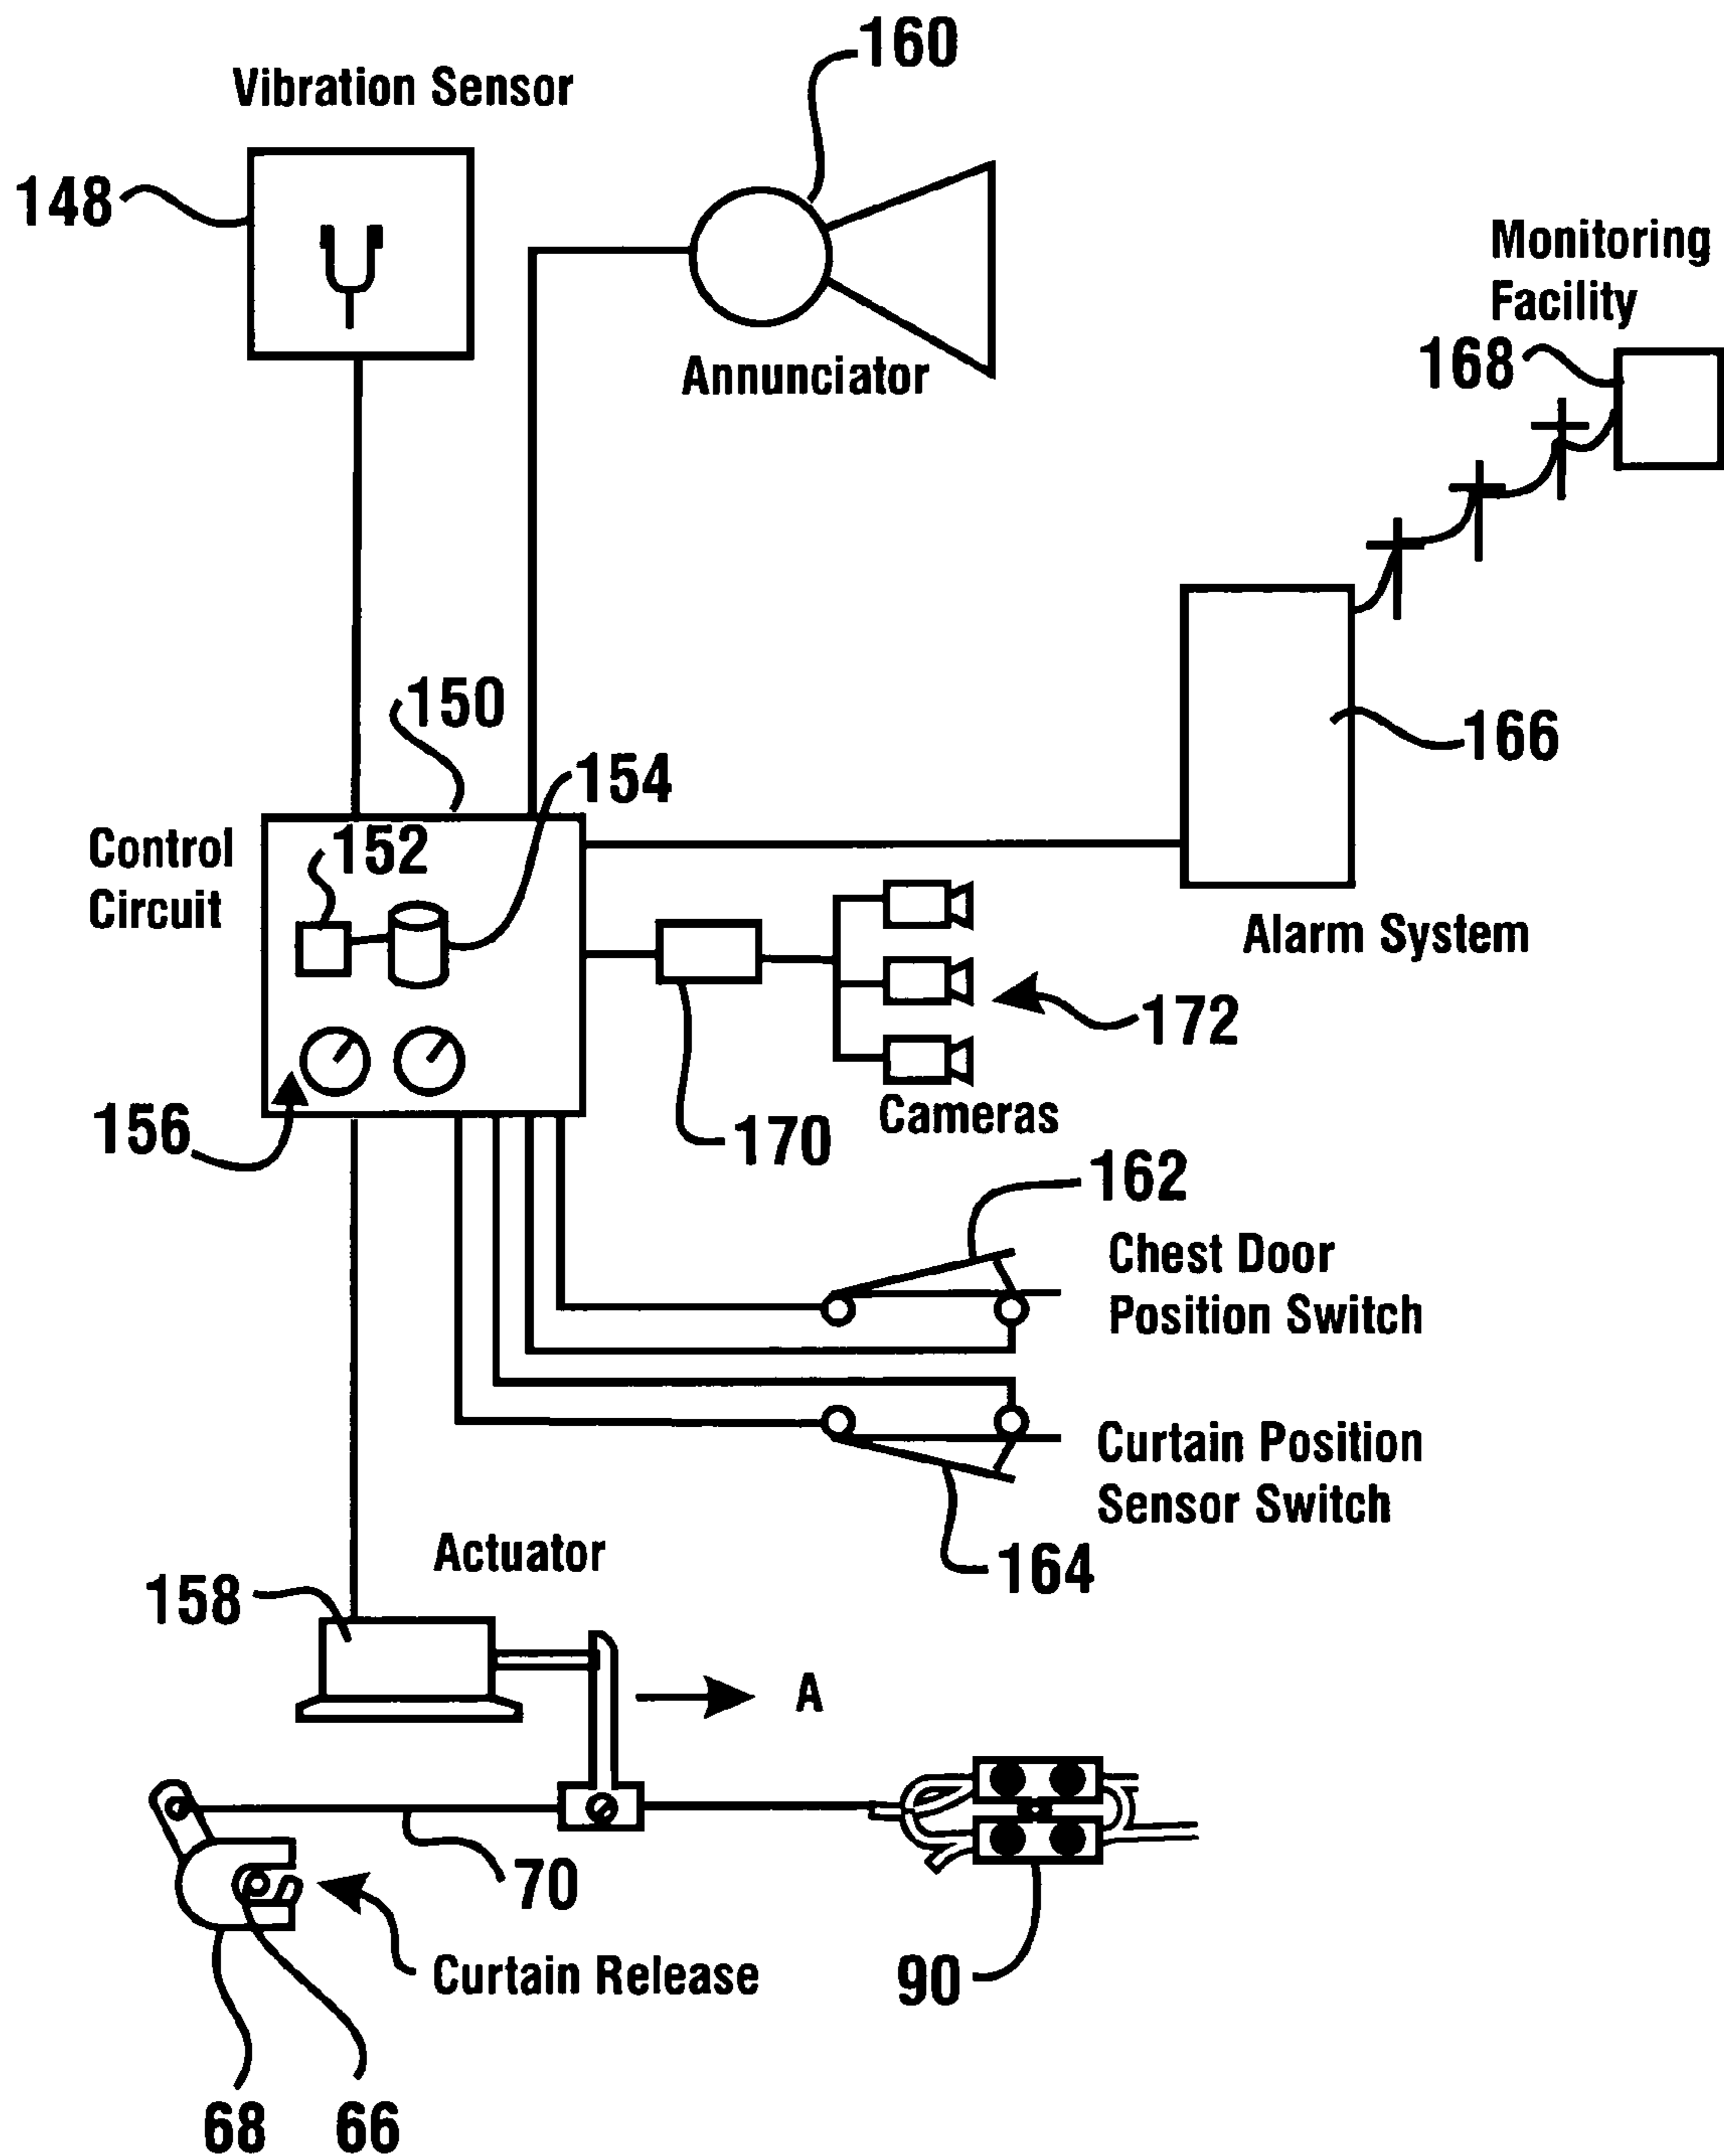 160
Vibration Sensor
148
Annunciator
Monitoring
Facility
168
150
154
166
Control
Circuit
152
Alarm System
172
156
170
Cameras
162
Chest Door
Position Switch
Curtain Position
Sensor Switch
164
Actuator
158
A
70
Curtain Release
90
68
66